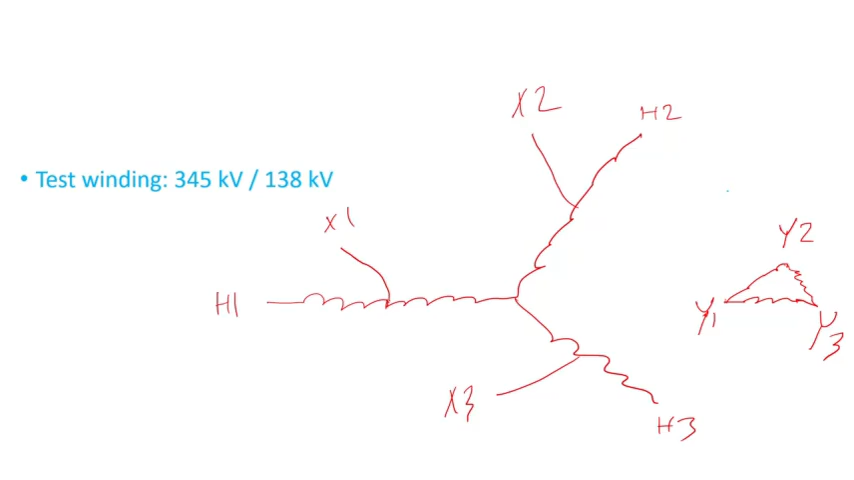 X2
H2
• Test winding: 345 kV / 138 kV
X1
Y2
H1
Y1
Y3
X3
H3